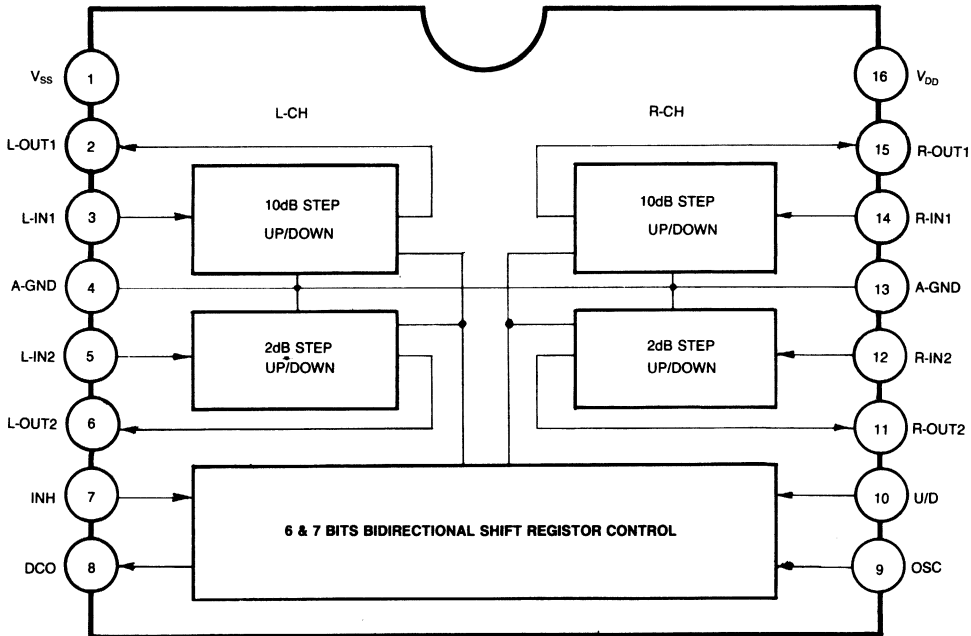 VSS
1
16
VDD
L-CH
R-CH
L-OUT1
2
15
R-OUT1
10dB STEP
UP/DOWN
10dB STEP
UP/DOWN
L-IN1
3
14
R-IN1
A-GND
4
13
A-GND
2dB STEP
UP/DOWN
2dB STEP
UP/DOWN
L-IN2
5
12
R-IN2
L-OUT2
6
11
R-OUT2
INH
7
10
U/D
6 & 7 BITS BIDIRECTIONAL SHIFT REGISTOR CONTROL
DCO
8
9
OSC